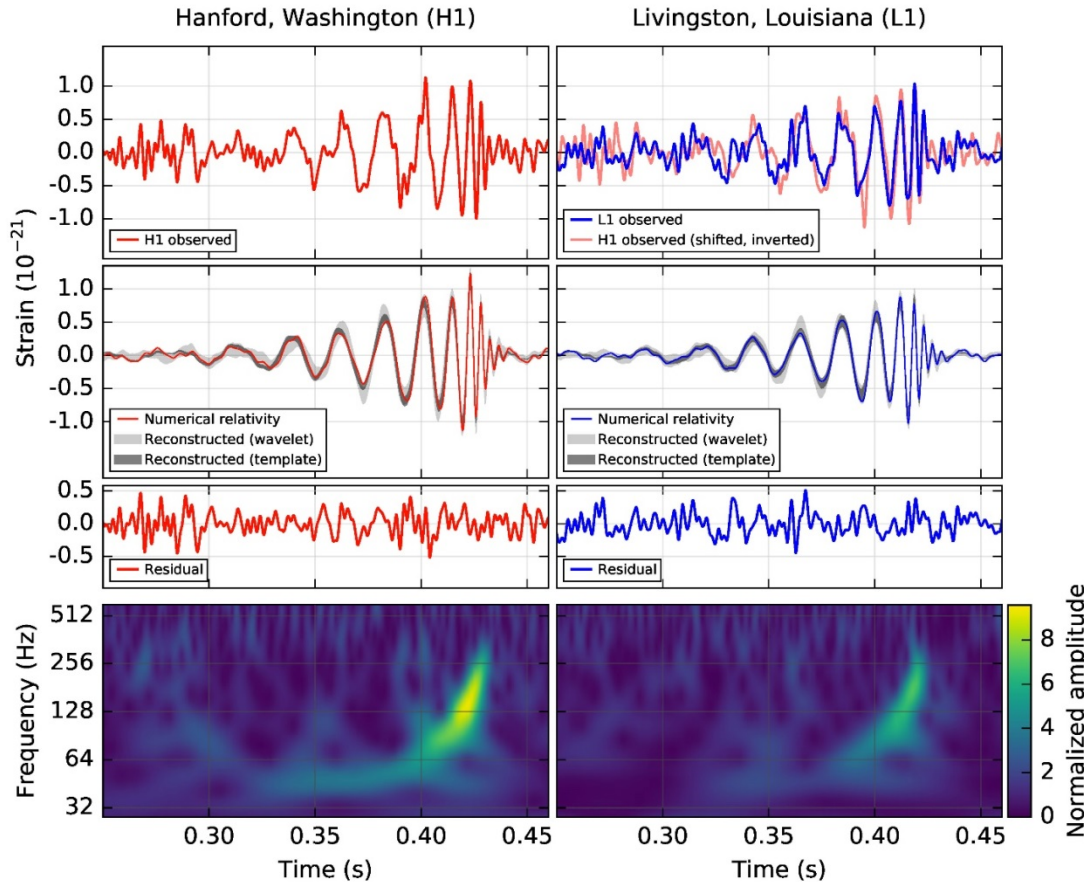 Hanford, Washington (H1)
Livingston, Louisiana (L1)
Strain (10⁻²¹)
1.0
0.5
0.0
-0.5
-1.0
H1 observed
L1 observed
H1 observed (shifted, inverted)
1.0
0.5
0.0
-0.5
-1.0
Numerical relativity
Reconstructed (wavelet)
Reconstructed (template)
Numerical relativity
Reconstructed (wavelet)
Reconstructed (template)
0.5
0.0
-0.5
Residual
Residual
Frequency (Hz)
512
256
128
64
32
0.30
0.35
0.40
0.45
Time (s)
0.30
0.35
0.40
0.45
Time (s)
8
6
4
2
0
Normalized amplitude